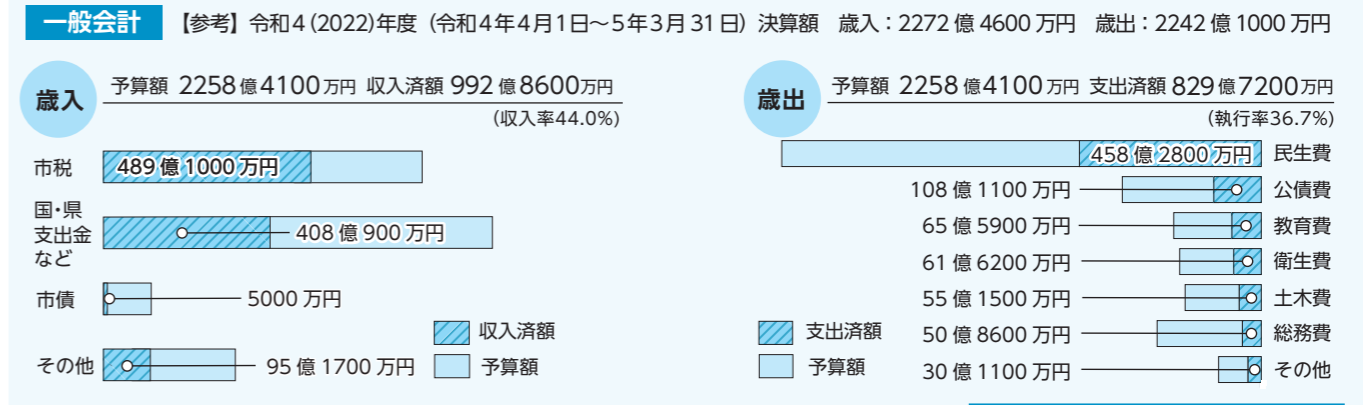 一般会計 【参考】令和4(2022)年度(令和4年4月1日～5年3月31日)決算額 歳入:2272億4600万円 歳出:2242億1000万円
歳入
予算額 2258億4100万円 収入済額 992億8600万円
(収入率44.0%)
市税 489億1000万円
国・県
支出金
など
408億900万円
市債 5000万円
その他 95億1700万円
収入済額
予算額
歳出
予算額 2258億4100万円 支出済額829億7200万円
(執行率36.7%)
458億2800万円 民生費
108億1100万円 公債費
65億5900万円 教育費
61億6200万円 衛生費
55億1500万円 土木費
50億8600万円 総務費
30億1100万円 その他
支出済額
予算額